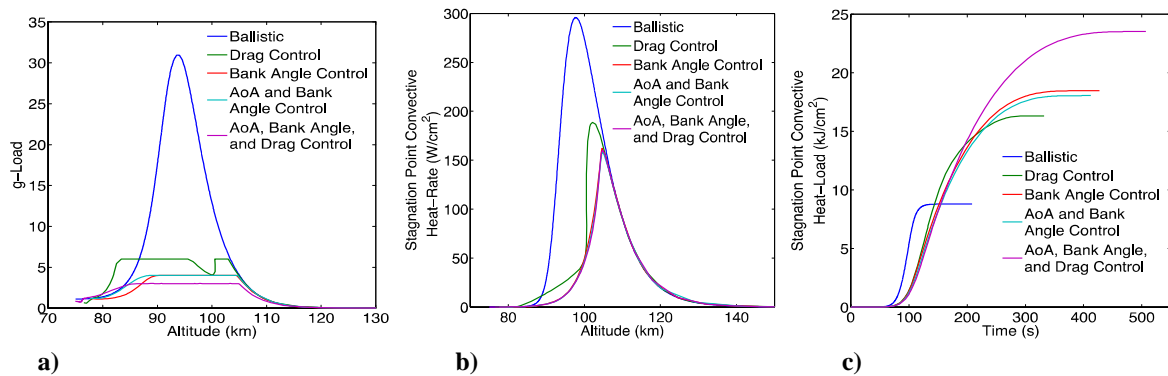 35
30
25
20
15
10
5
0
g-Load
70 80 90 100 110 120 130
Altitude (km)
Ballistic
Drag Control
Bank Angle Control
AoA and Bank
Angle Control
AoA, Bank Angle,
and Drag Control
a)
300
250
200
150
100
50
0
Stagnation Point Convective
Heat-Rate (W/cm²)
80 100 120 140
Altitude (km)
Ballistic
Drag Control
Bank Angle Control
AoA and Bank
Angle Control
AoA, Bank Angle,
and Drag Control
b)
25
20
15
10
5
0
Stagnation Point Convective
Heat-Load (kJ/cm²)
0 100 200 300 400 500
Time (s)
Ballistic
Drag Control
Bank Angle Control
AoA and Bank
Angle Control
AoA, Bank Angle,
and Drag Control
c)